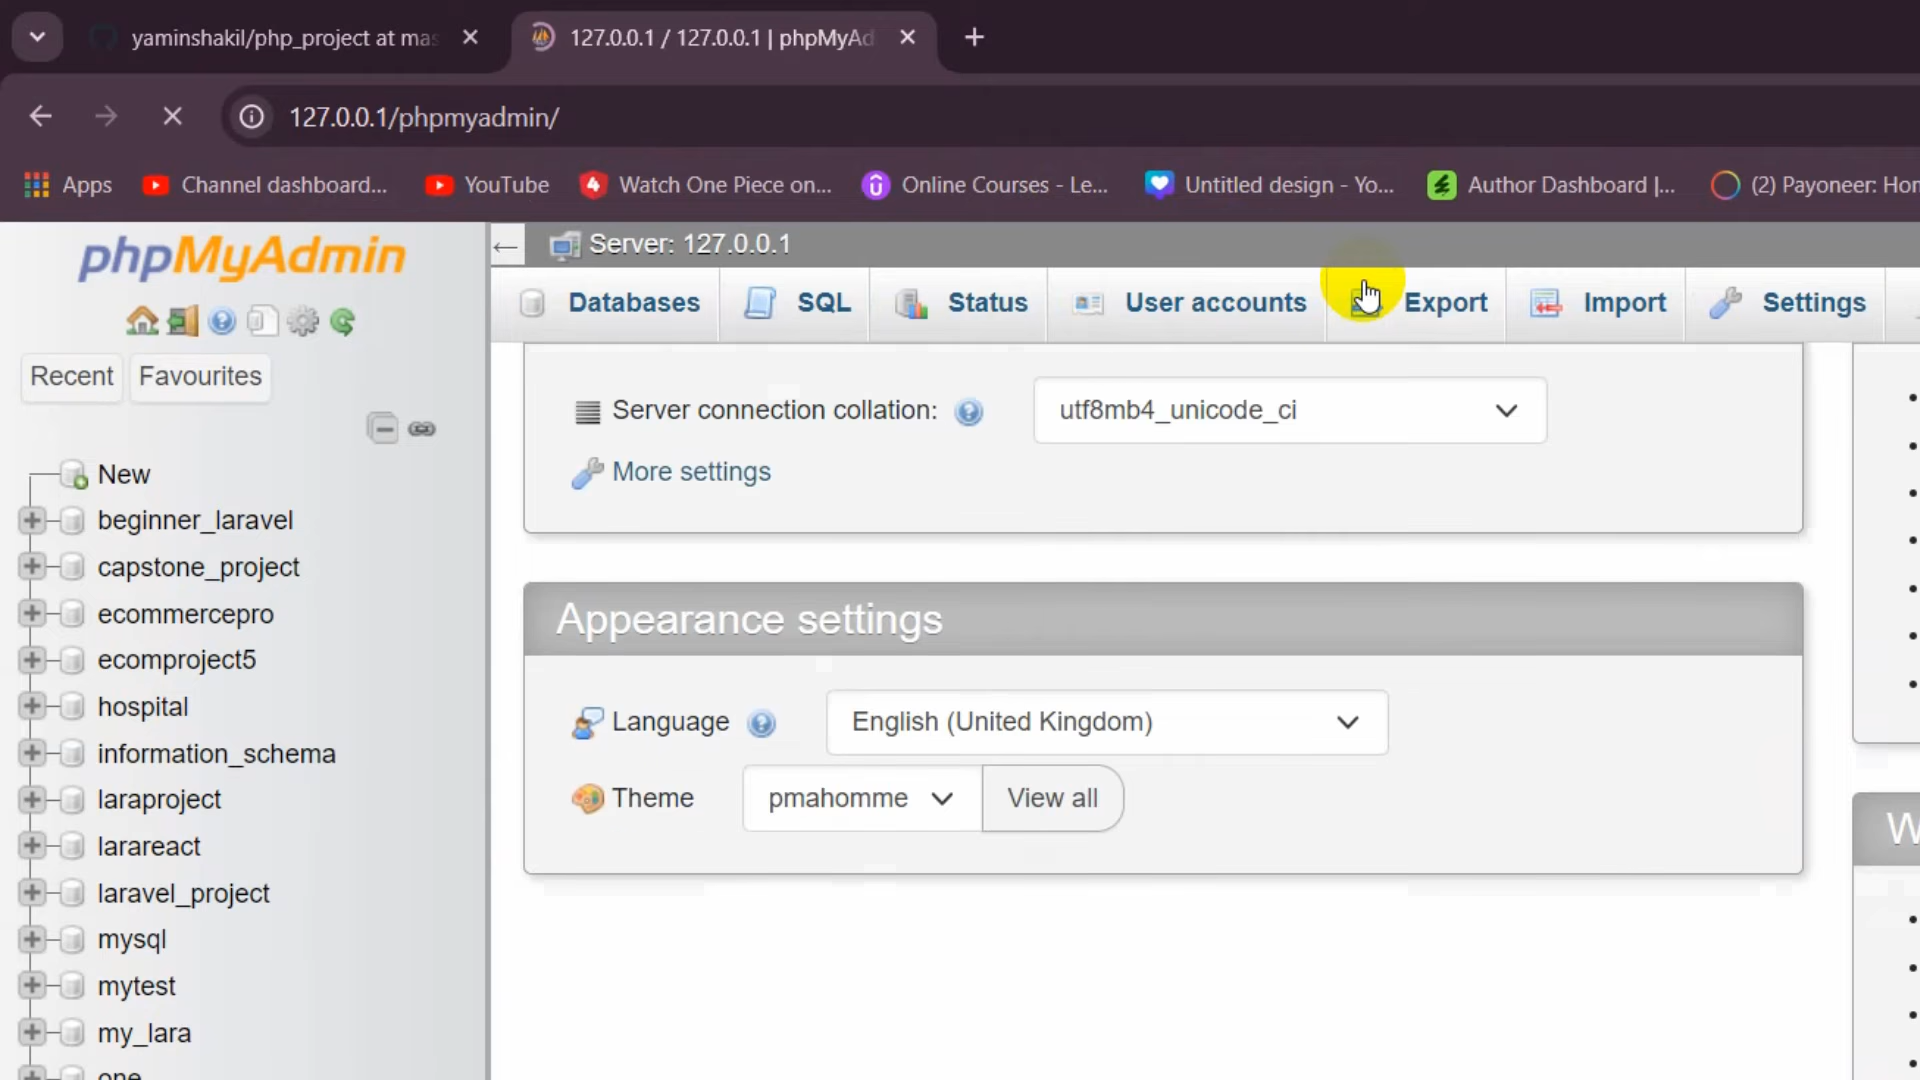 yaminshakil/php_project at mas
127.0.0.1 / 127.0.0.1 | phpMyAd
127.0.0.1/phpmyadmin/
Apps
Channel dashboard...
YouTube
Watch One Piece on...
Online Courses - Le...
Untitled design - Yo...
Author Dashboard |...
(2) Payoneer: Hon
phpMyAdmin
Server: 127.0.0.1
Databases
SQL
Status
User accounts
Export
Import
Settings
Recent
Favourites
Server connection collation:
utf8mb4_unicode_ci
More settings
New
beginner_laravel
capstone_project
ecommercepro
ecomproject5
hospital
information_schema
laraproject
larareact
laravel_project
mysql
mytest
my_lara
one
Appearance settings
Language
English (United Kingdom)
Theme
pmahomme
View all